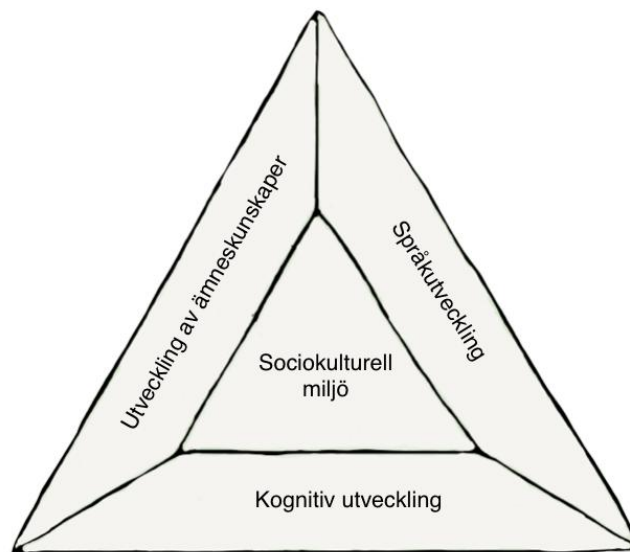 Utveckling av ämneskunskaper
Språkutveckling
Sociokulturell
miljö
Kognitiv utveckling